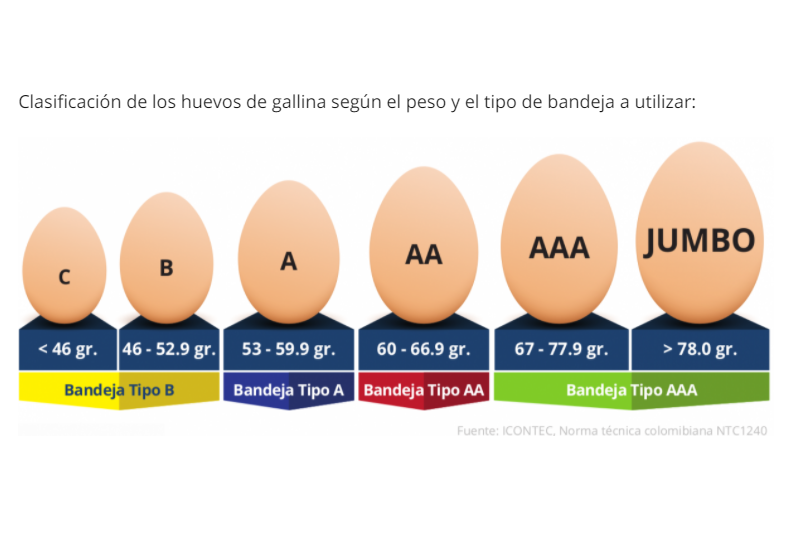 Clasificación de los huevos de gallina según el peso y el tipo de bandeja a utilizar:
C B A AA AAA JUMBO
< 46 gr. 46 - 52.9 gr. 53 - 59.9 gr. 60 - 66.9 gr. 67 - 77.9 gr. > 78.0 gr.
Bandeja Tipo B Bandeja Tipo A Bandeja Tipo AA Bandeja Tipo AAA
Fuente: ICONTEC, Norma técnica colombiana NTC1240